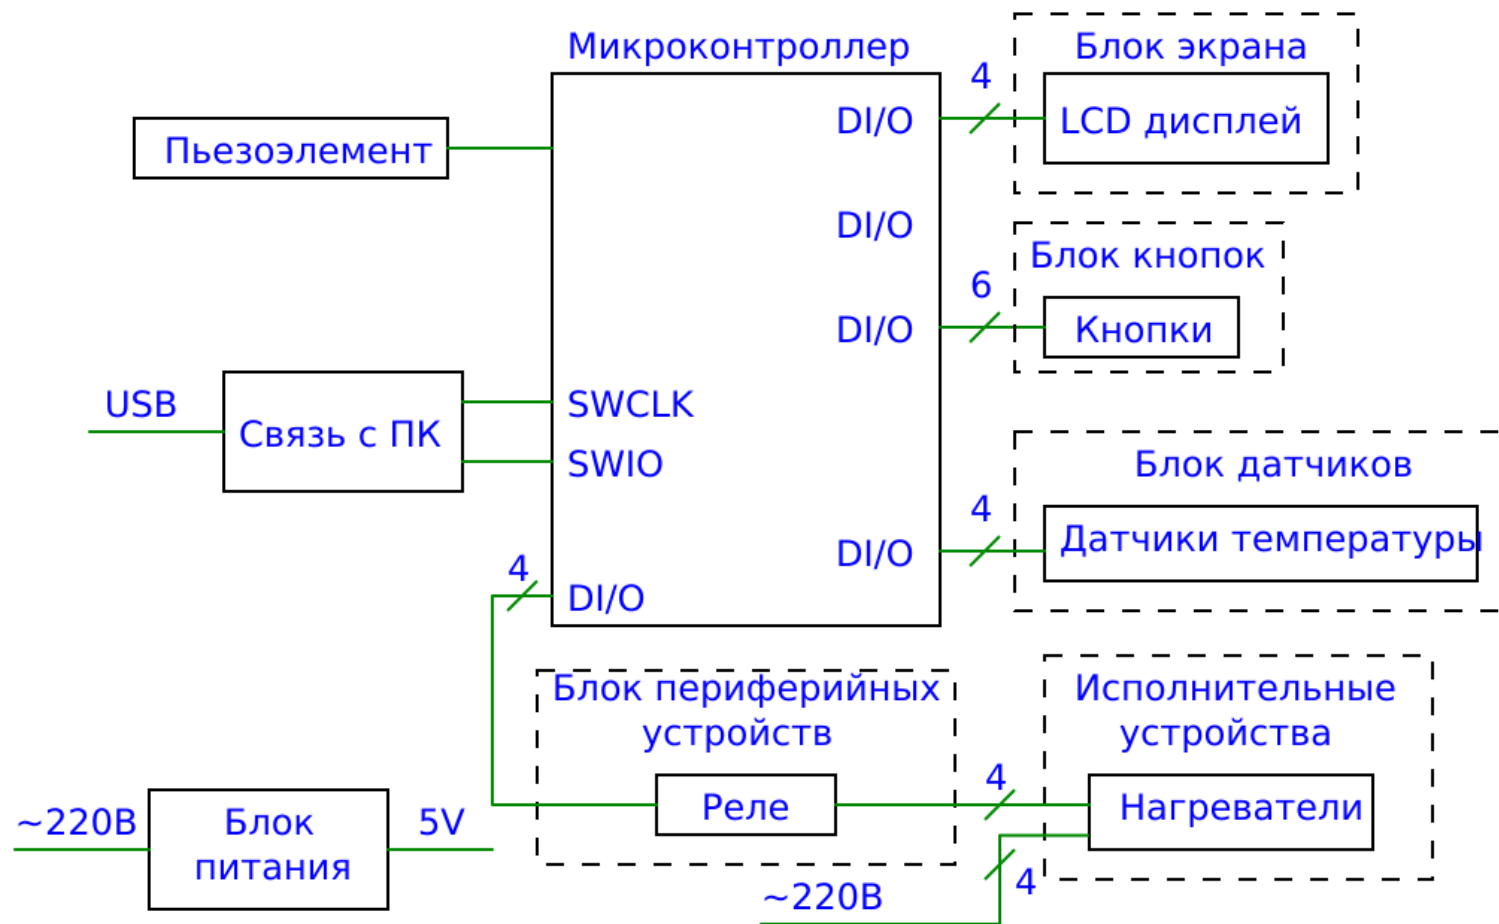 Микроконтроллер
Блок экрана
4
DI/O
LCD дисплей
Пьезоэлемент
DI/O
Блок кнопок
6
DI/O
Кнопки
USB
Связь с ПК
SWCLK
SWIO
Блок датчиков
4
DI/O
Датчики температуры
4
DI/O
Блок периферийных
устройств
Исполнительные
устройства
4
Реле
Нагреватели
~220В
Блок
питания
5V
~220В
4